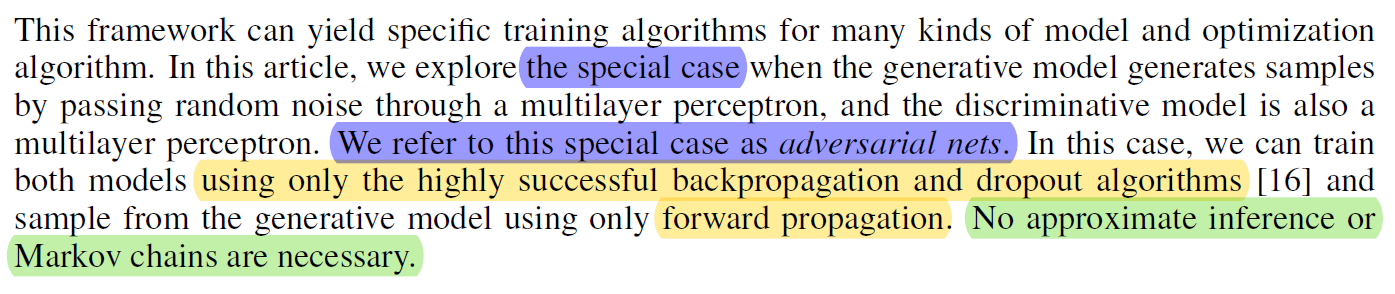 This framework can yield specific training algorithms for many kinds of model and optimization
algorithm. In this article, we explore the special case when the generative model generates samples
by passing random noise through a multilayer perceptron, and the discriminative model is also a
multilayer perceptron. We refer to this special case as adversarial nets. In this case, we can train
both models using only the highly successful backpropagation and dropout algorithms [16] and
sample from the generative model using only forward propagation. No approximate inference or
Markov chains are necessary.